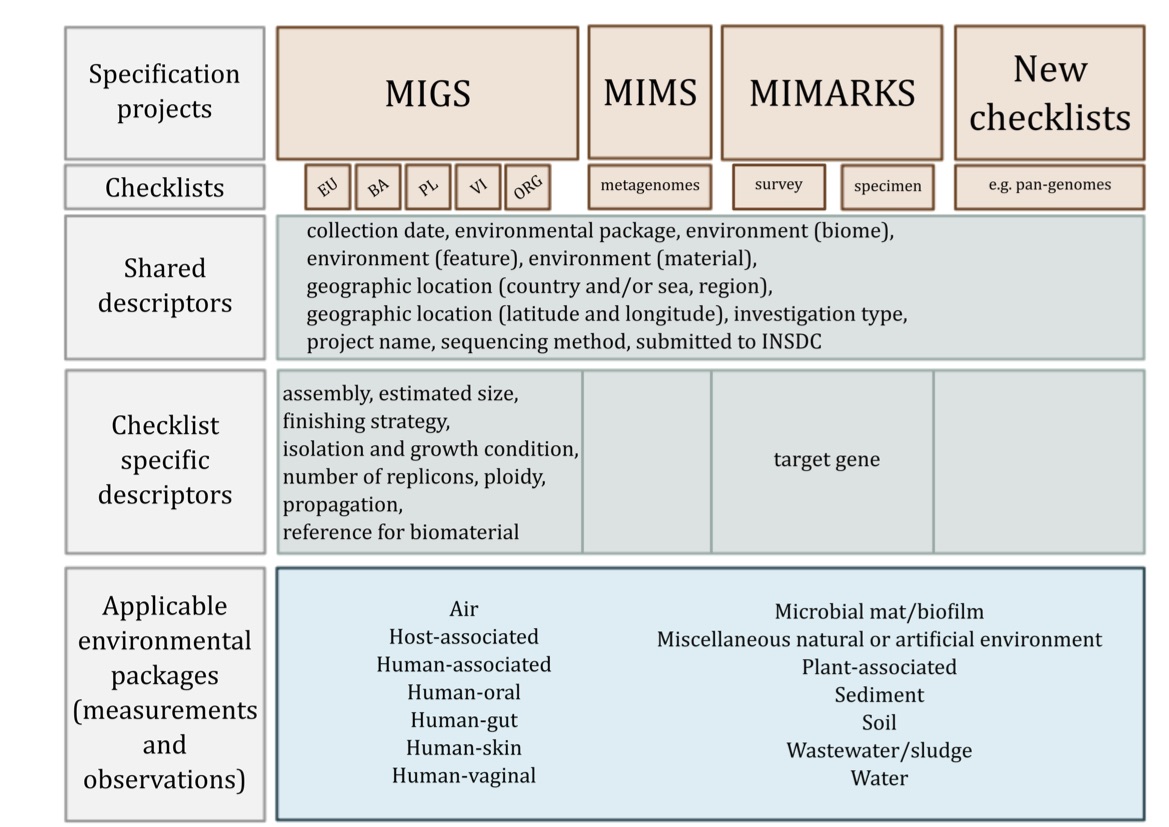 Specification
projects
MIGS
MIMS
MIMARKS
New
checklists
Checklists
EU
BA
PL
VI
ORG
metagenomes
survey
specimen
e.g. pan-genomes
Shared
descriptors
collection date, environmental package, environment (biome),
environment (feature), environment (material),
geographic location (country and/or sea, region),
geographic location (latitude and longitude), investigation type,
project name, sequencing method, submitted to INSDC
Checklist
specific
descriptors
assembly, estimated size,
finishing strategy,
isolation and growth condition,
number of replicons, ploidy,
propagation,
reference for biomaterial
target gene
Applicable
environmental
packages
(measurements
and
observations)
Air
Host-associated
Human-associated
Human-oral
Human-gut
Human-skin
Human-vaginal
Microbial mat/biofilm
Miscellaneous natural or artificial environment
Plant-associated
Sediment
Soil
Wastewater/sludge
Water